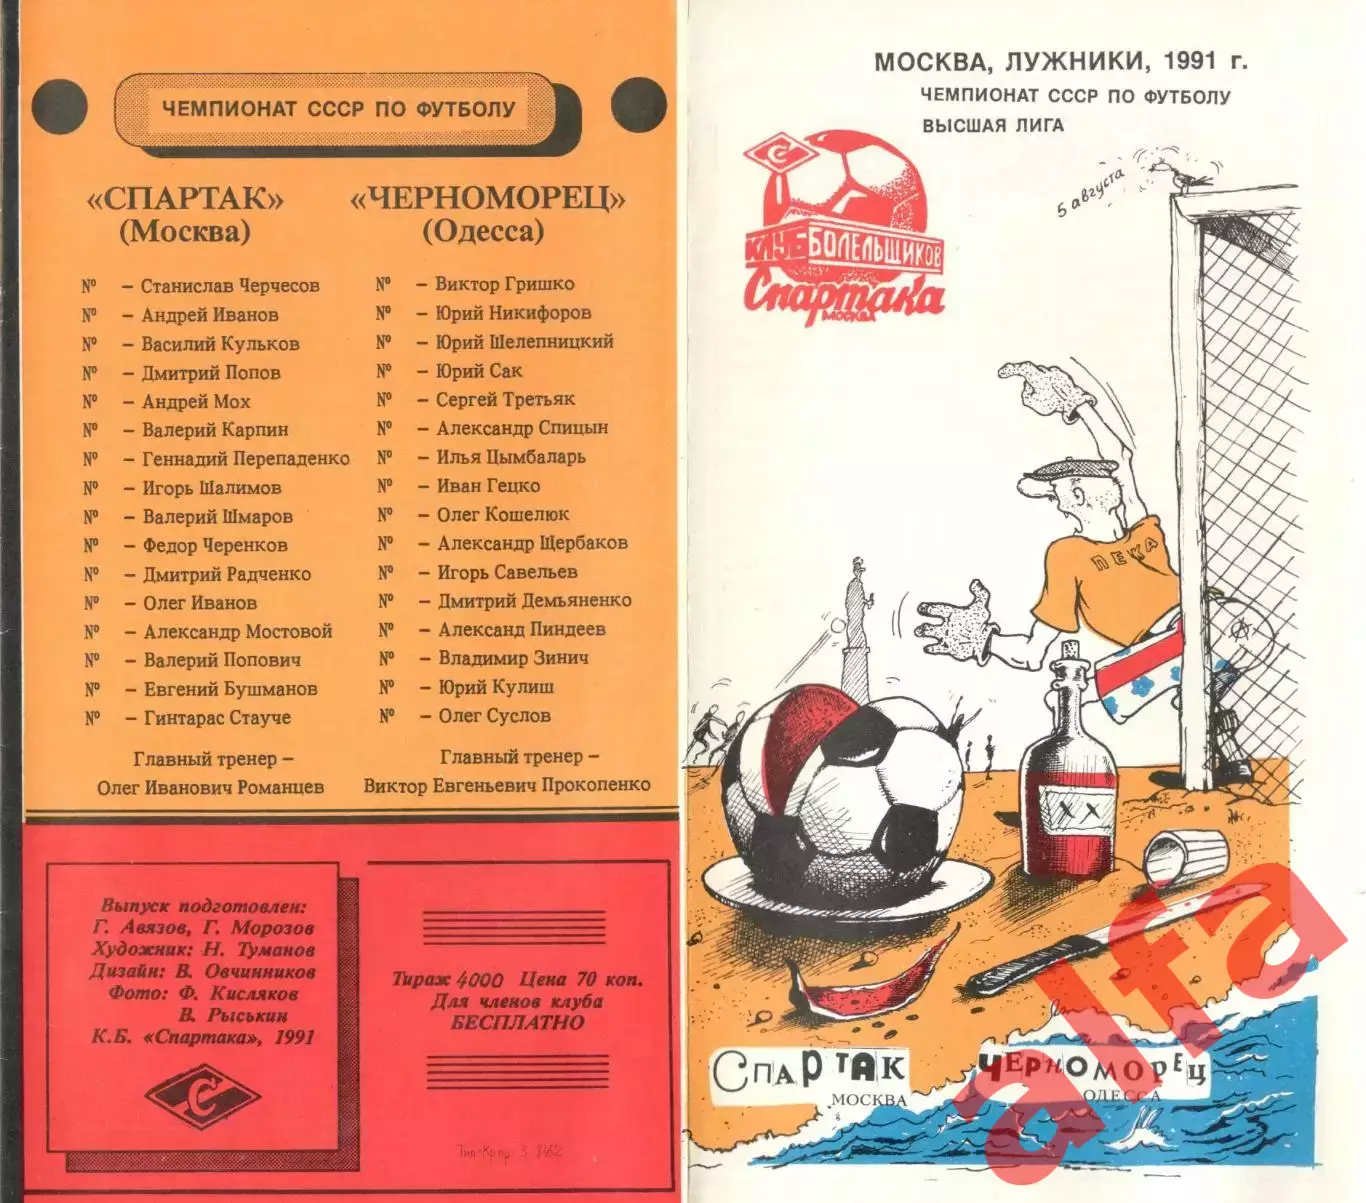 ЧЕМПИОНАТ СССР ПО ФУТБОЛУ
«СПАРТАК»
(Москва)
№ – Станислав Черчесов
№ – Андрей Иванов
№ – Василий Кульков
№ – Дмитрий Попов
№ – Андрей Мох
№ – Валерий Карпин
№ – Геннадий Перепаденко
№ – Игорь Шалимов
№ – Валерий Шмаров
№ – Федор Черенков
№ – Дмитрий Радченко
№ – Олег Иванов
№ – Александр Мостовой
№ – Валерий Попович
№ – Евгений Бушманов
№ – Гинтарас Стауче
Главный тренер –
Олег Иванович Романцев
«ЧЕРНОМОРЕЦ»
(Одесса)
№ – Виктор Гришко
№ – Юрий Никифоров
№ – Юрий Шелепницкий
№ – Юрий Сак
№ – Сергей Третьяк
№ – Александр Спицын
№ – Илья Цымбаларь
№ – Иван Гецко
№ – Олег Кошелюк
№ – Александр Щербаков
№ – Игорь Савельев
№ – Дмитрий Демьяненко
№ – Александ Пиндеев
№ – Владимир Зинич
№ – Юрий Кулиш
№ – Олег Суслов
Главный тренер –
Виктор Евгеньевич Прокопенко
Выпуск подготовлен:
Г. Авязов, Г. Морозов
Художник: Н. Туманов
Дизайн: В. Овчинников
Фото: Ф. Кисляков
В. Рыськин
К.Б. «Спартака», 1991
С
Тираж 4000 Цена 70 коп.
Для членов клуба
БЕСПЛАТНО
Тип-Кр пр. З. 8662
МОСКВА, ЛУЖНИКИ, 1991 г.
ЧЕМПИОНАТ СССР ПО ФУТБОЛУ
ВЫСШАЯ ЛИГА
5 августа
С
КЛУБ БОЛЕЛЬЩИКОВ
Спартака
МОСКВА
ПЕКА
XX
СПАРТАК
МОСКВА
ЧЕРНОМОРЕЦ
ОДЕССА
alfa